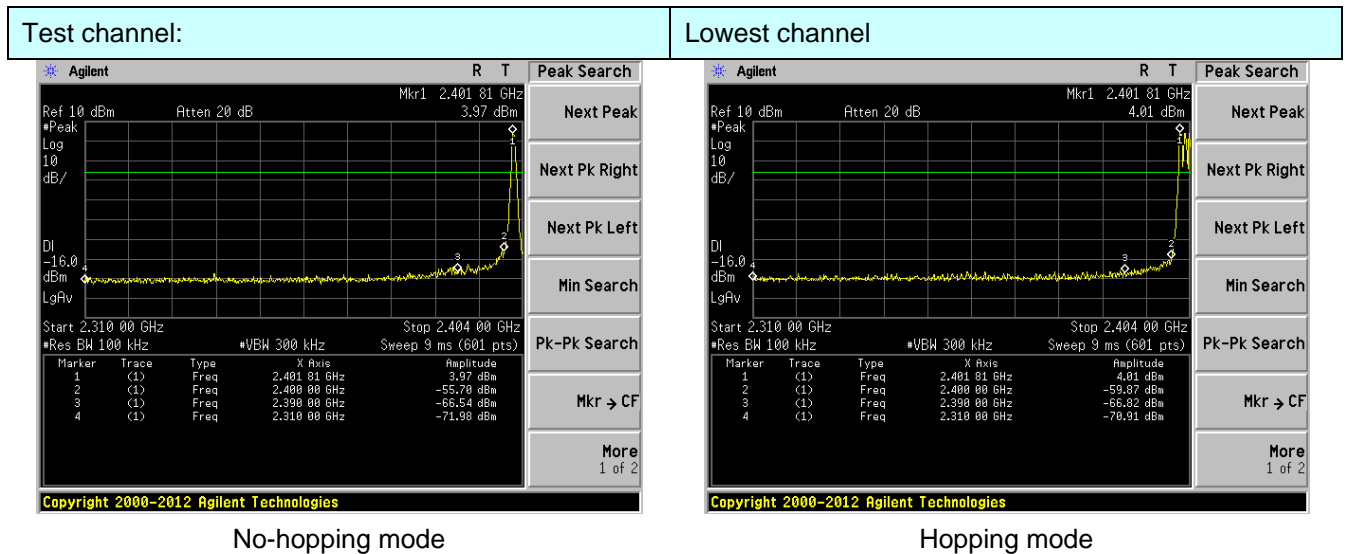 Test channel: Lowest channel
Agilent R T Peak Search
Mkr1 2.401 81 GHz
Ref 10 dBm Atten 20 dB 3.97 dBm
#Peak
Log
10
dB/
1
2
3
4
DI
-16.0
dBm
LgAv
Start 2.310 00 GHz Stop 2.404 00 GHz
#Res BW 100 kHz #VBW 300 kHz Sweep 9 ms (601 pts)
Marker Trace Type X Axis Amplitude
1 (1) Freq 2.401 81 GHz 3.97 dBm
2 (1) Freq 2.400 00 GHz -55.70 dBm
3 (1) Freq 2.390 00 GHz -66.54 dBm
4 (1) Freq 2.310 00 GHz -71.98 dBm
Next Peak
Next Pk Right
Next Pk Left
Min Search
Pk-Pk Search
Mkr → CF
More
1 of 2
Copyright 2000-2012 Agilent Technologies
No-hopping mode
Agilent R T Peak Search
Mkr1 2.401 81 GHz
Ref 10 dBm Atten 20 dB 4.01 dBm
#Peak
Log
10
dB/
1
2
3
4
DI
-16.0
dBm
LgAv
Start 2.310 00 GHz Stop 2.404 00 GHz
#Res BW 100 kHz #VBW 300 kHz Sweep 9 ms (601 pts)
Marker Trace Type X Axis Amplitude
1 (1) Freq 2.401 81 GHz 4.01 dBm
2 (1) Freq 2.400 00 GHz -59.87 dBm
3 (1) Freq 2.390 00 GHz -66.82 dBm
4 (1) Freq 2.310 00 GHz -70.91 dBm
Next Peak
Next Pk Right
Next Pk Left
Min Search
Pk-Pk Search
Mkr → CF
More
1 of 2
Copyright 2000-2012 Agilent Technologies
Hopping mode